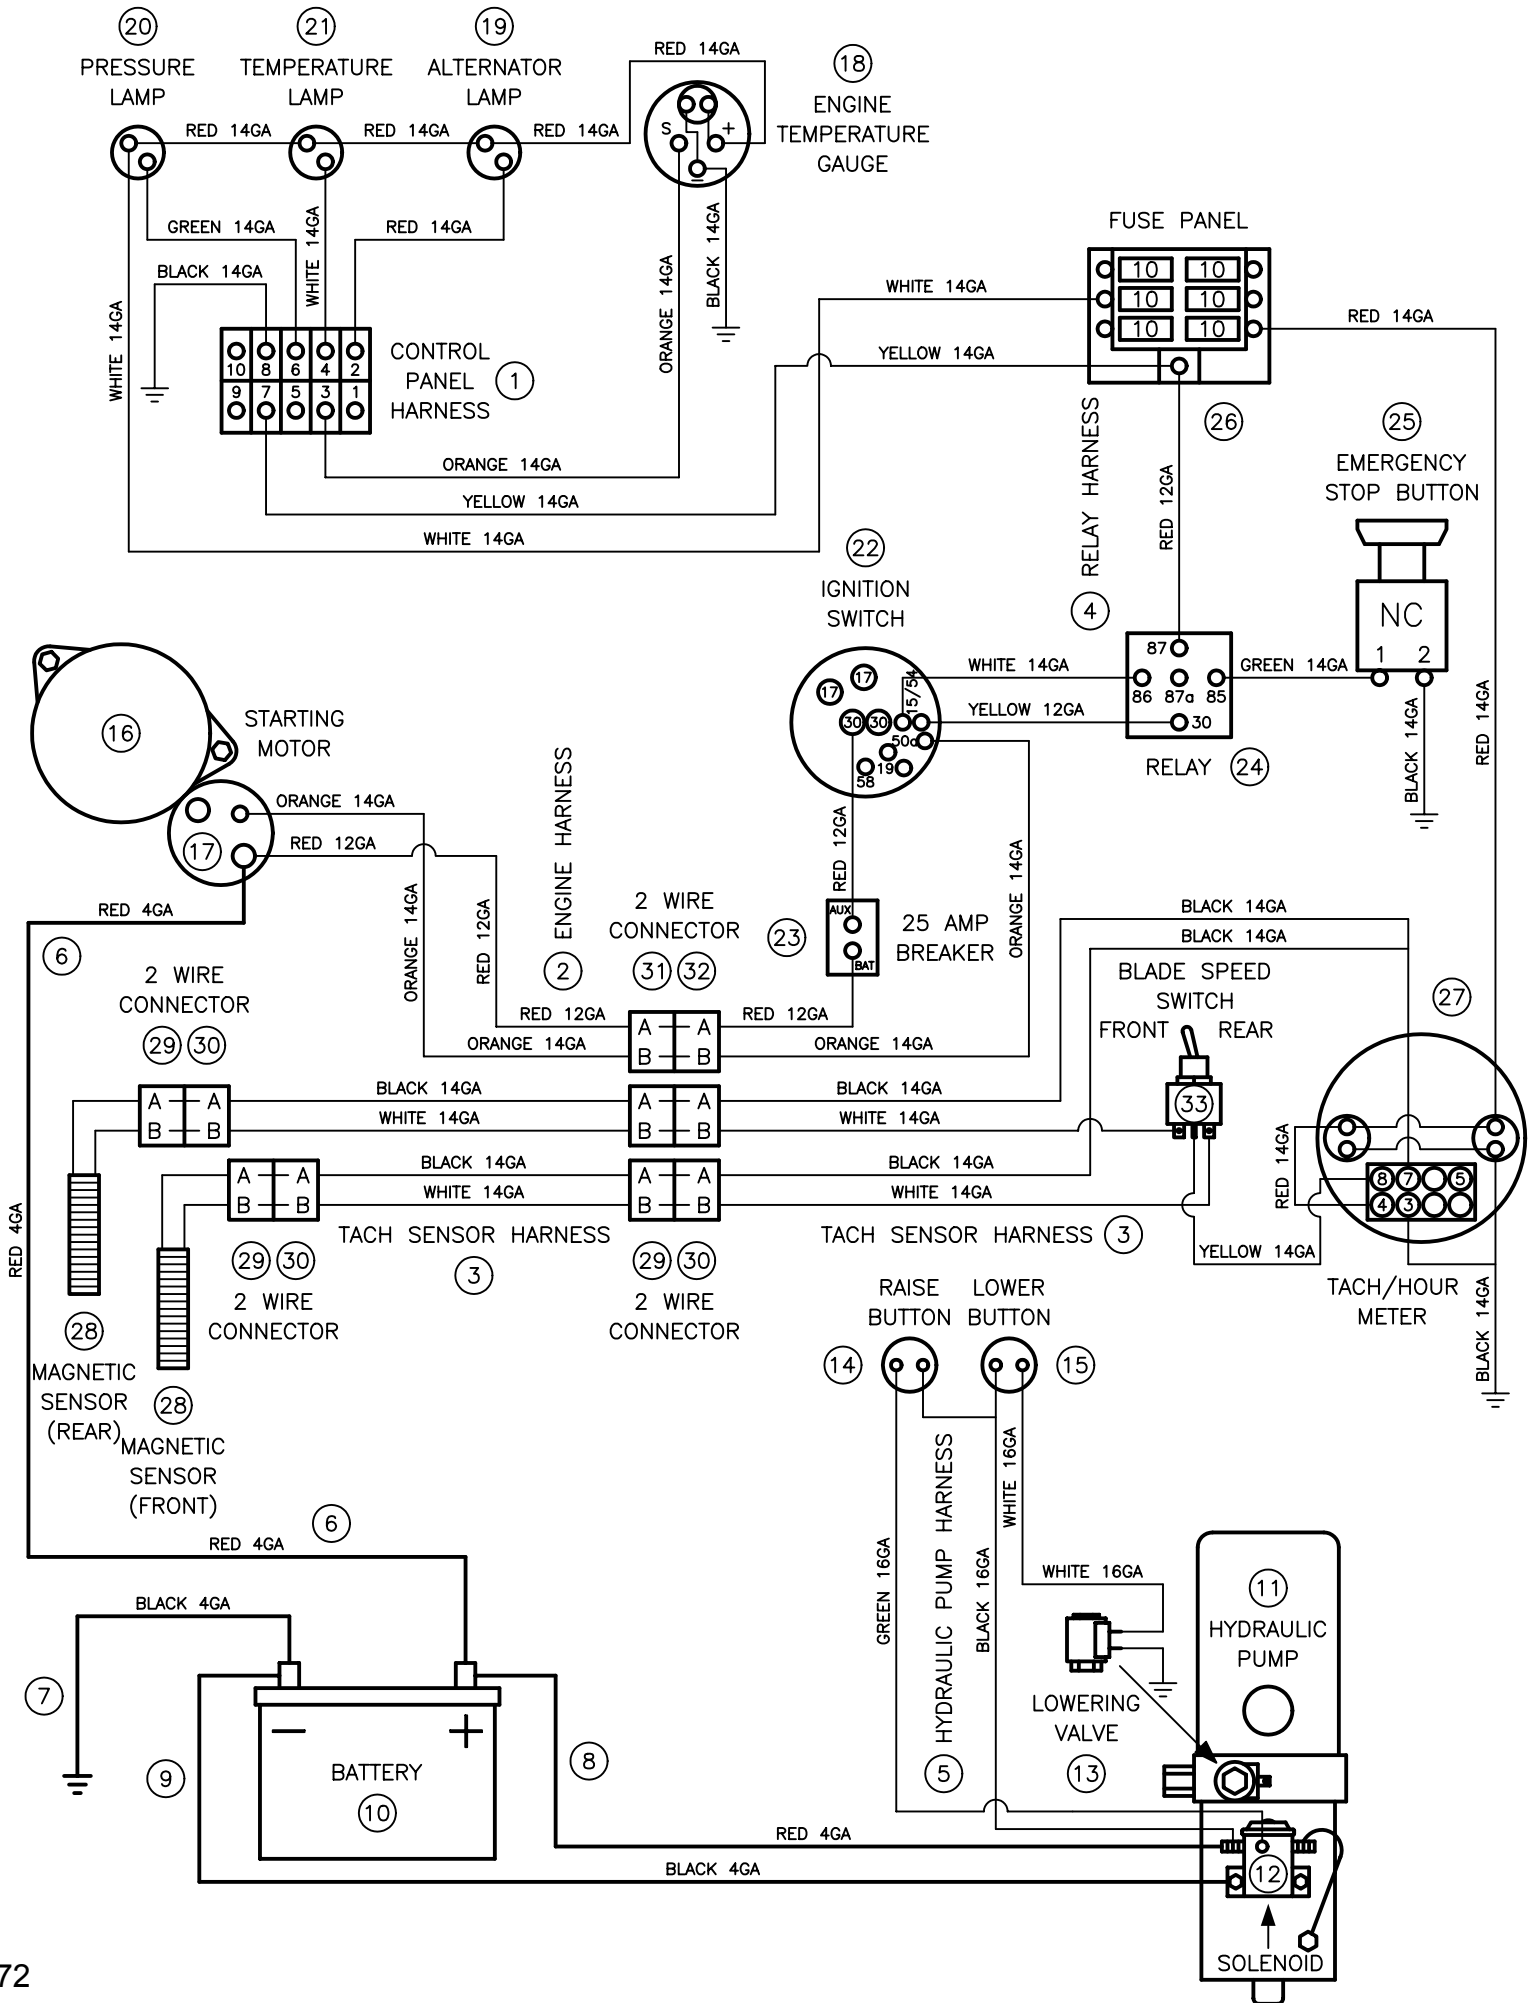 20
21
19
18
PRESSURE
LAMP
TEMPERATURE
LAMP
ALTERNATOR
LAMP
RED 14GA
ENGINE
TEMPERATURE
GAUGE
RED 14GA
RED 14GA
RED 14GA
S
+
–
GREEN 14GA
WHITE 14GA
RED 14GA
BLACK 14GA
WHITE 14GA
ORANGE 14GA
BLACK 14GA
10
8
6
4
2
9
7
5
3
1
CONTROL
PANEL
HARNESS
1
ORANGE 14GA
YELLOW 14GA
WHITE 14GA
FUSE PANEL
10
10
10
10
10
10
WHITE 14GA
YELLOW 14GA
RED 14GA
26
RELAY HARNESS
4
RED 12GA
25
EMERGENCY
STOP BUTTON
NC
1
2
22
IGNITION
SWITCH
17
17
30
30
15/54
50a
19
58
WHITE 14GA
YELLOW 12GA
87
86
87a
85
30
GREEN 14GA
RELAY
24
BLACK 14GA
RED 14GA
16
STARTING
MOTOR
17
ORANGE 14GA
RED 12GA
RED 4GA
6
ORANGE 14GA
RED 12GA
ENGINE HARNESS
2
2 WIRE
CONNECTOR
31
32
RED 12GA
23
AUX
BAT
25 AMP
BREAKER
ORANGE 14GA
BLACK 14GA
BLACK 14GA
BLADE SPEED
SWITCH
FRONT
REAR
33
27
2 WIRE
CONNECTOR
29
30
RED 12GA
A
A
RED 12GA
ORANGE 14GA
B
B
ORANGE 14GA
A
A
BLACK 14GA
A
A
BLACK 14GA
B
B
WHITE 14GA
B
B
WHITE 14GA
A
A
BLACK 14GA
A
A
BLACK 14GA
B
B
WHITE 14GA
B
B
WHITE 14GA
RED 14GA
8
7
5
4
3
YELLOW 14GA
TACH/HOUR
METER
BLACK 14GA
RED 4GA
TACH SENSOR HARNESS
3
TACH SENSOR HARNESS
3
29
30
2 WIRE
CONNECTOR
29
30
2 WIRE
CONNECTOR
28
MAGNETIC
SENSOR
(REAR)
28
MAGNETIC
SENSOR
(FRONT)
RAISE
BUTTON
LOWER
BUTTON
14
15
GREEN 16GA
HYDRAULIC PUMP HARNESS
5
BLACK 16GA
WHITE 16GA
WHITE 16GA
LOWERING
VALVE
13
11
HYDRAULIC
PUMP
6
RED 4GA
BLACK 4GA
7
9
8
–
+
BATTERY
10
RED 4GA
BLACK 4GA
12
SOLENOID
72